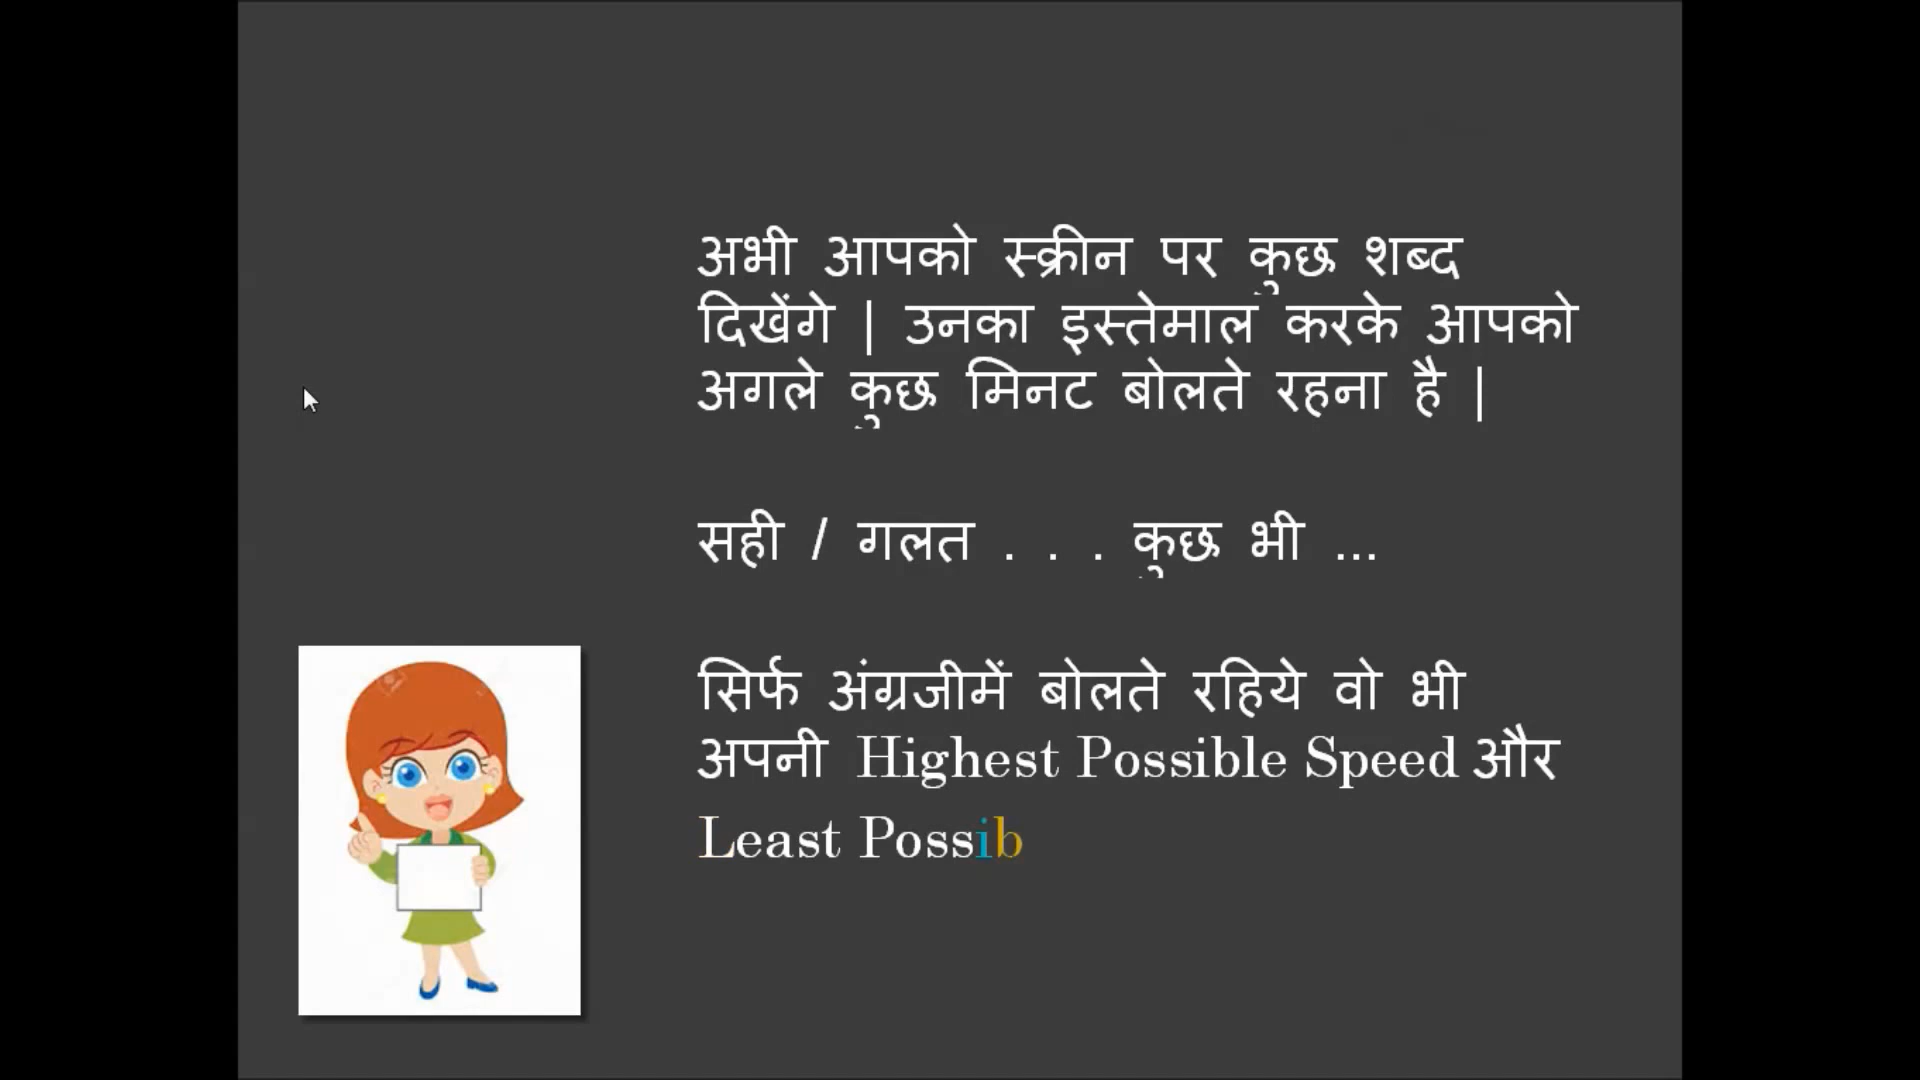 अभी आपको स्क्रीन पर कुछ शब्द
दिखेंगे | उनका इस्तेमाल करके आपको
अगले कुछ मिनट बोलते रहना है |
सही / गलत . . . कुछ भी ...
सिर्फ अंग्रजीमें बोलते रहिये वो भी
अपनी Highest Possible Speed और
Least Possib